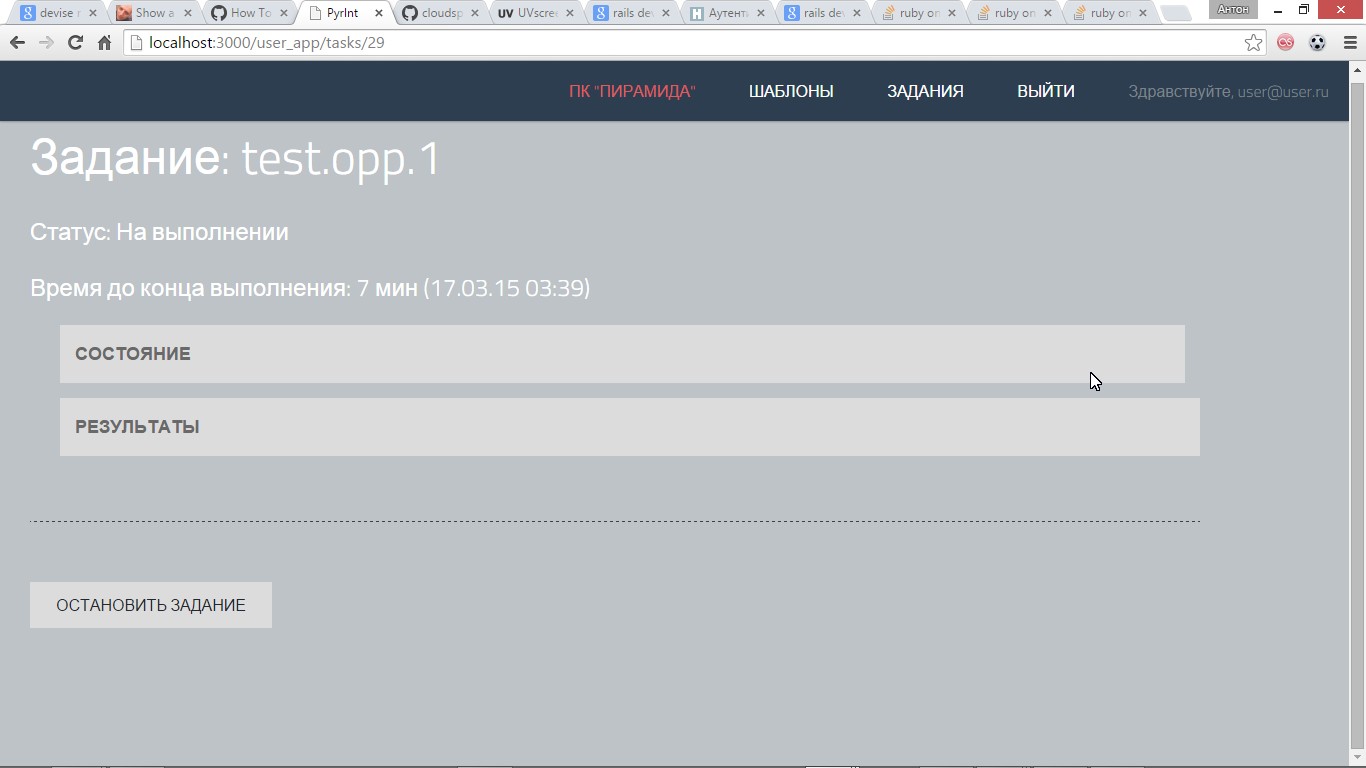 devise r
Show a
How To
PyrInt
cloudsp
UVscree
rails dev
Аутенти
rails dev
ruby on
ruby on
ruby on
Антон
localhost:3000/user_app/tasks/29
ПК "ПИРАМИДА" ШАБЛОНЫ ЗАДАНИЯ ВЫЙТИ Здравствуйте, user@user.ru
Задание: test.opp.1
Статус: На выполнении
Время до конца выполнения: 7 мин (17.03.15 03:39)
СОСТОЯНИЕ
РЕЗУЛЬТАТЫ
ОСТАНОВИТЬ ЗАДАНИЕ